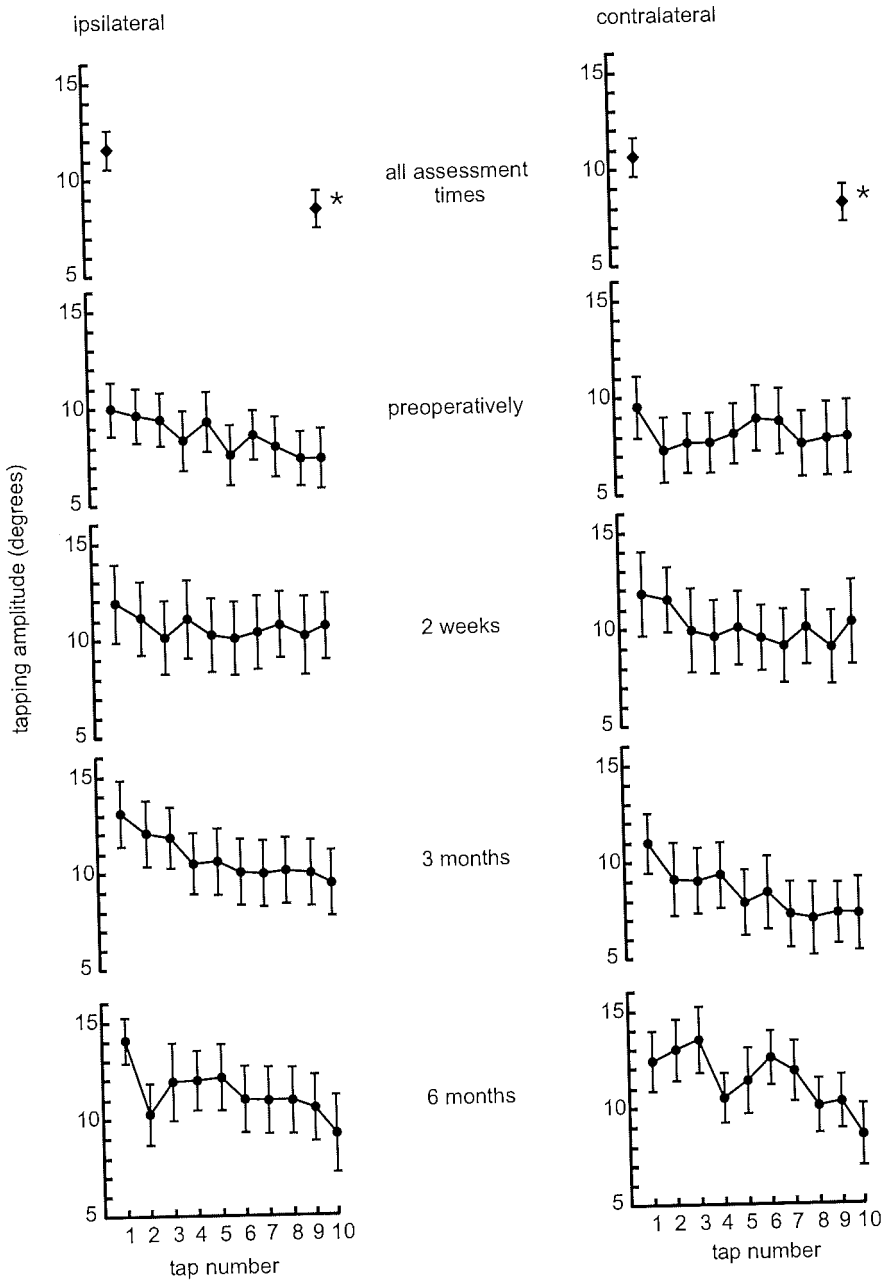 ipsilateral
contralateral
15
10
5
*
all assessment
times
15
10
5
*
15
10
5
preoperatively
15
10
5
tapping amplitude (degrees)
15
10
5
2 weeks
15
10
5
15
10
5
3 months
15
10
5
15
10
5
6 months
15
10
5
1 2 3 4 5 6 7 8 9 10
tap number
1 2 3 4 5 6 7 8 9 10
tap number